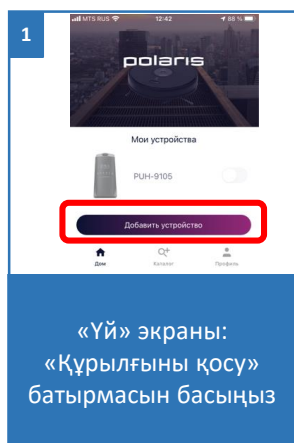 1
MTS RUS 12:42 88 %
polaris
Мои устройства
PUH-9105
Добавить устройство
Дом Каталог Профиль
«Үй» экраны:
«Құрылғыны қосу»
батырмасын басыңыз